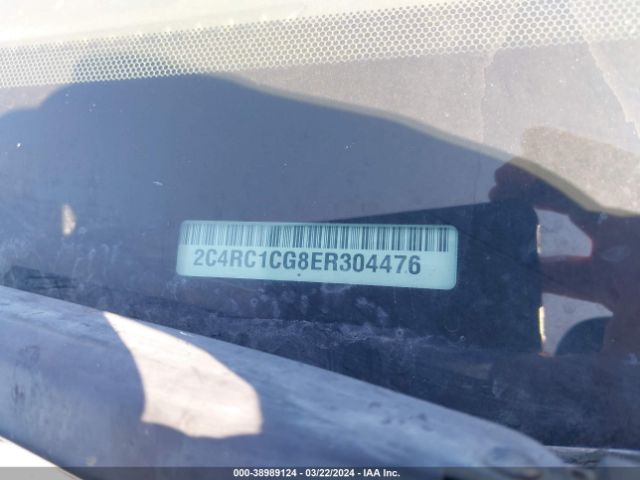 2C4RC1CG8ER304476
000-38989124 - 03/22/2024 - IAA Inc.